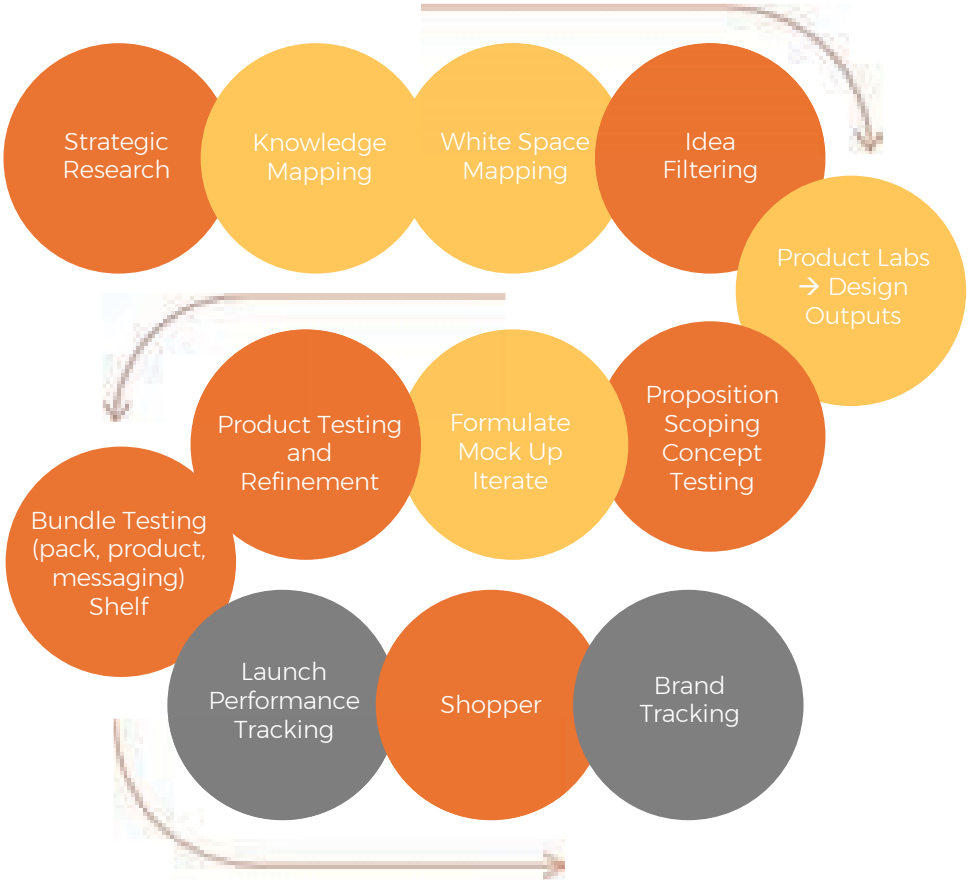 Strategic
Research
Knowledge
Mapping
White Space
Mapping
Idea
Filtering
Product Labs
→ Design
Outputs
Proposition
Scoping
Concept
Testing
Formulate
Mock Up
Iterate
Product Testing
and
Refinement
Bundle Testing
(pack, product,
messaging)
Shelf
Launch
Performance
Tracking
Shopper
Brand
Tracking